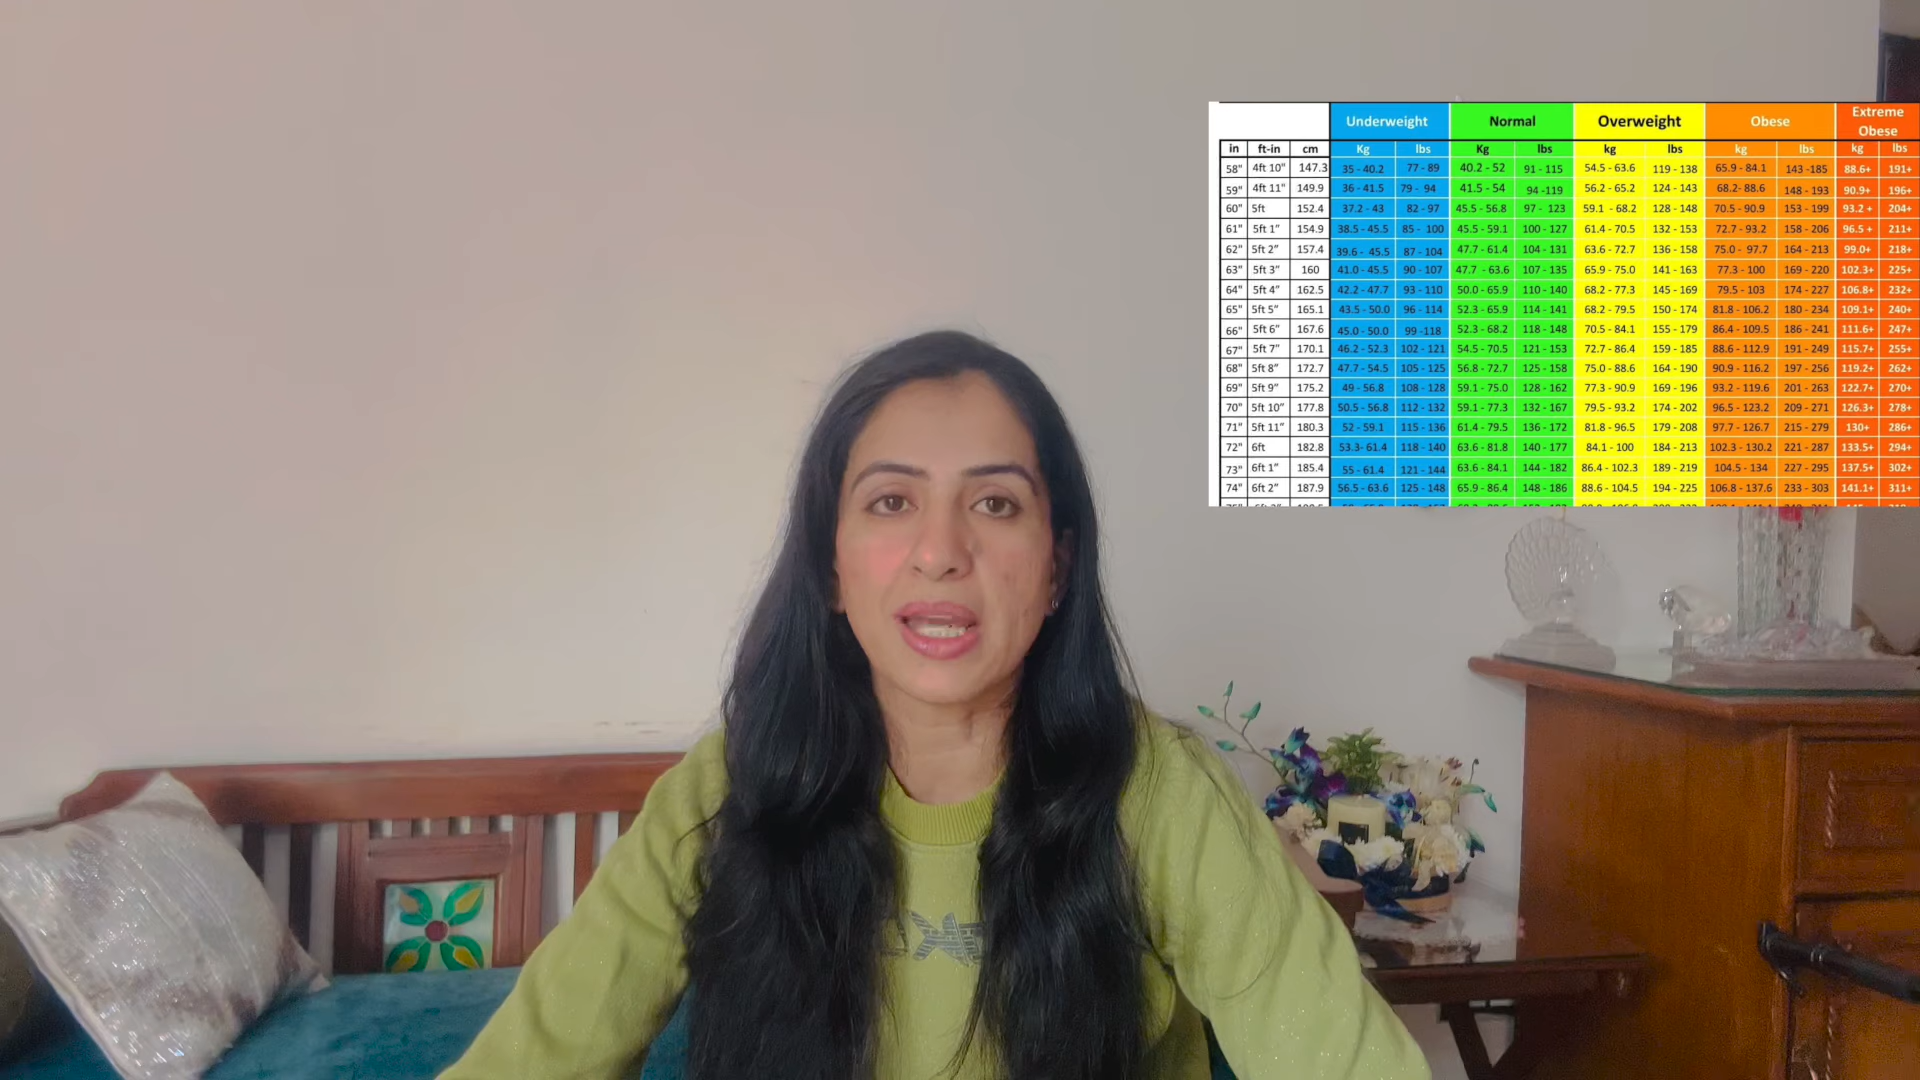 Underweight Normal Overweight Obese Extreme Obese
in ft-in cm Kg lbs Kg lbs kg lbs kg lbs kg lbs
58" 4ft 10" 147.3 35 - 40.2 77 - 89 40.2 - 52 91 - 115 54.5 - 63.6 119 - 138 65.9 - 84.1 143 -185 88.6+ 191+
59" 4ft 11" 149.9 36 - 41.5 79 - 94 41.5 - 54 94 -119 56.2 - 65.2 124 - 143 68.2- 88.6 148 - 193 90.9+ 196+
60" 5ft 152.4 37.2 - 43 82 - 97 45.5 - 56.8 97 - 123 59.1 - 68.2 128 - 148 70.5 - 90.9 153 - 199 93.2 + 204+
61" 5ft 1" 154.9 38.5 - 45.5 85 - 100 45.5 - 59.1 100 - 127 61.4 - 70.5 132 - 153 72.7 - 93.2 158 - 206 96.5 + 211+
62" 5ft 2" 157.4 39.6 - 45.5 87 - 104 47.7 - 61.4 104 - 131 63.6 - 72.7 136 - 158 75.0 - 97.7 164 - 213 99.0+ 218+
63" 5ft 3" 160 41.0 - 45.5 90 - 107 47.7 - 63.6 107 - 135 65.9 - 75.0 141 - 163 77.3 - 100 169 - 220 102.3+ 225+
64" 5ft 4" 162.5 42.2 - 47.7 93 - 110 50.0 - 65.9 110 - 140 68.2 - 77.3 145 - 169 79.5 - 103 174 - 227 106.8+ 232+
65" 5ft 5" 165.1 43.5 - 50.0 96 - 114 52.3 - 65.9 114 - 141 68.2 - 79.5 150 - 174 81.8 - 106.2 180 - 234 109.1+ 240+
66" 5ft 6" 167.6 45.0 - 50.0 99 -118 52.3 - 68.2 118 - 148 70.5 - 84.1 155 - 179 86.4 - 109.5 186 - 241 111.6+ 247+
67" 5ft 7" 170.1 46.2 - 52.3 102 - 121 54.5 - 70.5 121 - 153 72.7 - 86.4 159 - 185 88.6 - 112.9 191 - 249 115.7+ 255+
68" 5ft 8" 172.7 47.7 - 54.5 105 - 125 56.8 - 72.7 125 - 158 75.0 - 88.6 164 - 190 90.9 - 116.2 197 - 256 119.2+ 262+
69" 5ft 9" 175.2 49 - 56.8 108 - 128 59.1 - 75.0 128 - 162 77.3 - 90.9 169 - 196 93.2 - 119.6 201 - 263 122.7+ 270+
70" 5ft 10" 177.8 50.5 - 56.8 112 - 132 59.1 - 77.3 132 - 167 79.5 - 93.2 174 - 202 96.5 - 123.2 209 - 271 126.3+ 278+
71" 5ft 11" 180.3 52 - 59.1 115 - 136 61.4 - 79.5 136 - 172 81.8 - 96.5 179 - 208 97.7 - 126.7 215 - 279 130+ 286+
72" 6ft 182.8 53.3- 61.4 118 - 140 63.6 - 81.8 140 - 177 84.1 - 100 184 - 213 102.3 - 130.2 221 - 287 133.5+ 294+
73" 6ft 1" 185.4 55 - 61.4 121 - 144 63.6 - 84.1 144 - 182 86.4 - 102.3 189 - 219 104.5 - 134 227 - 295 137.5+ 302+
74" 6ft 2" 187.9 56.5 - 63.6 125 - 148 65.9 - 86.4 148 - 186 88.6 - 104.5 194 - 225 106.8 - 137.6 233 - 303 141.1+ 311+